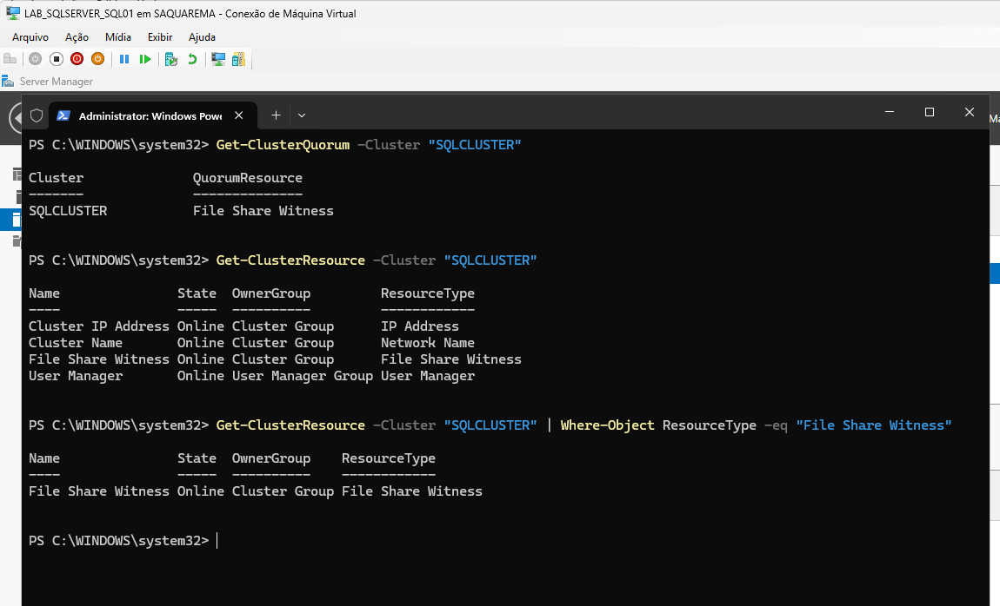 LAB_SQLSERVER_SQL01 em SAQUAREMA - Conexão de Máquina Virtual
Arquivo Ação Mídia Exibir Ajuda
Server Manager
Administrator: Windows Powe
PS C:\WINDOWS\system32> Get-ClusterQuorum -Cluster "SQLCLUSTER"
Cluster QuorumResource
------- --------------
SQLCLUSTER File Share Witness
PS C:\WINDOWS\system32> Get-ClusterResource -Cluster "SQLCLUSTER"
Name State OwnerGroup ResourceType
---- ----- ---------- ------------
Cluster IP Address Online Cluster Group IP Address
Cluster Name Online Cluster Group Network Name
File Share Witness Online Cluster Group File Share Witness
User Manager Online User Manager Group User Manager
PS C:\WINDOWS\system32> Get-ClusterResource -Cluster "SQLCLUSTER" | Where-Object ResourceType -eq "File Share Witness"
Name State OwnerGroup ResourceType
---- ----- ---------- ------------
File Share Witness Online Cluster Group File Share Witness
PS C:\WINDOWS\system32>